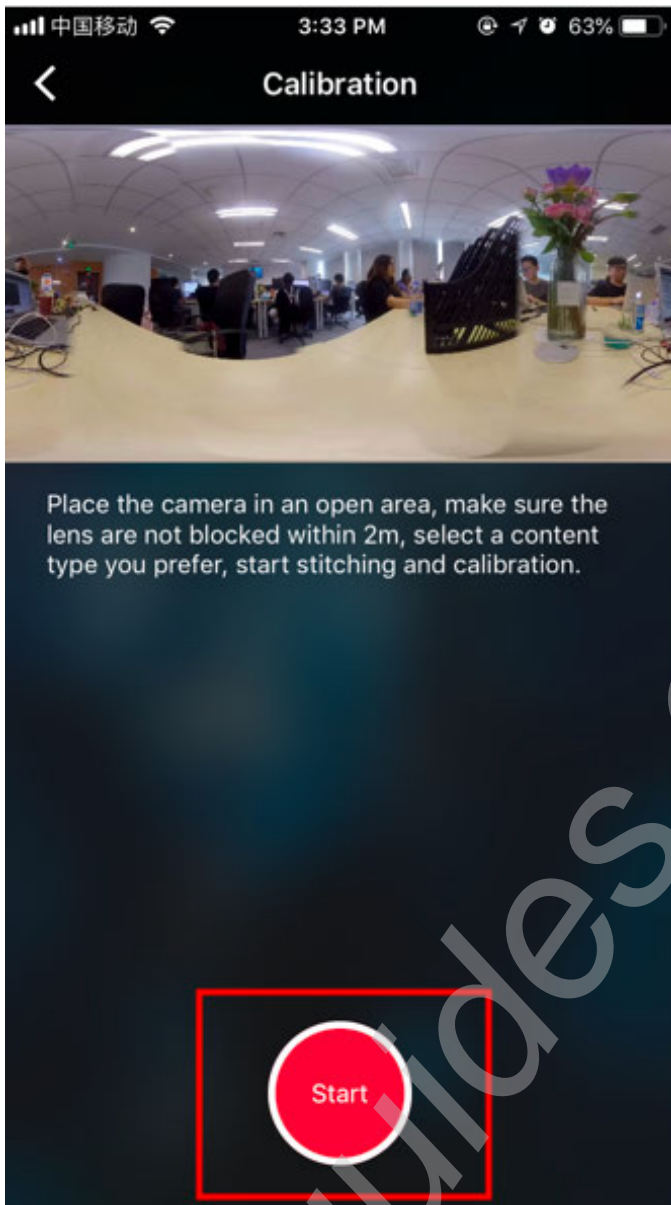 中国移动 3:33 PM 63%
Calibration
Place the camera in an open area, make sure the
lens are not blocked within 2m, select a content
type you prefer, start stitching and calibration.
Start
uides